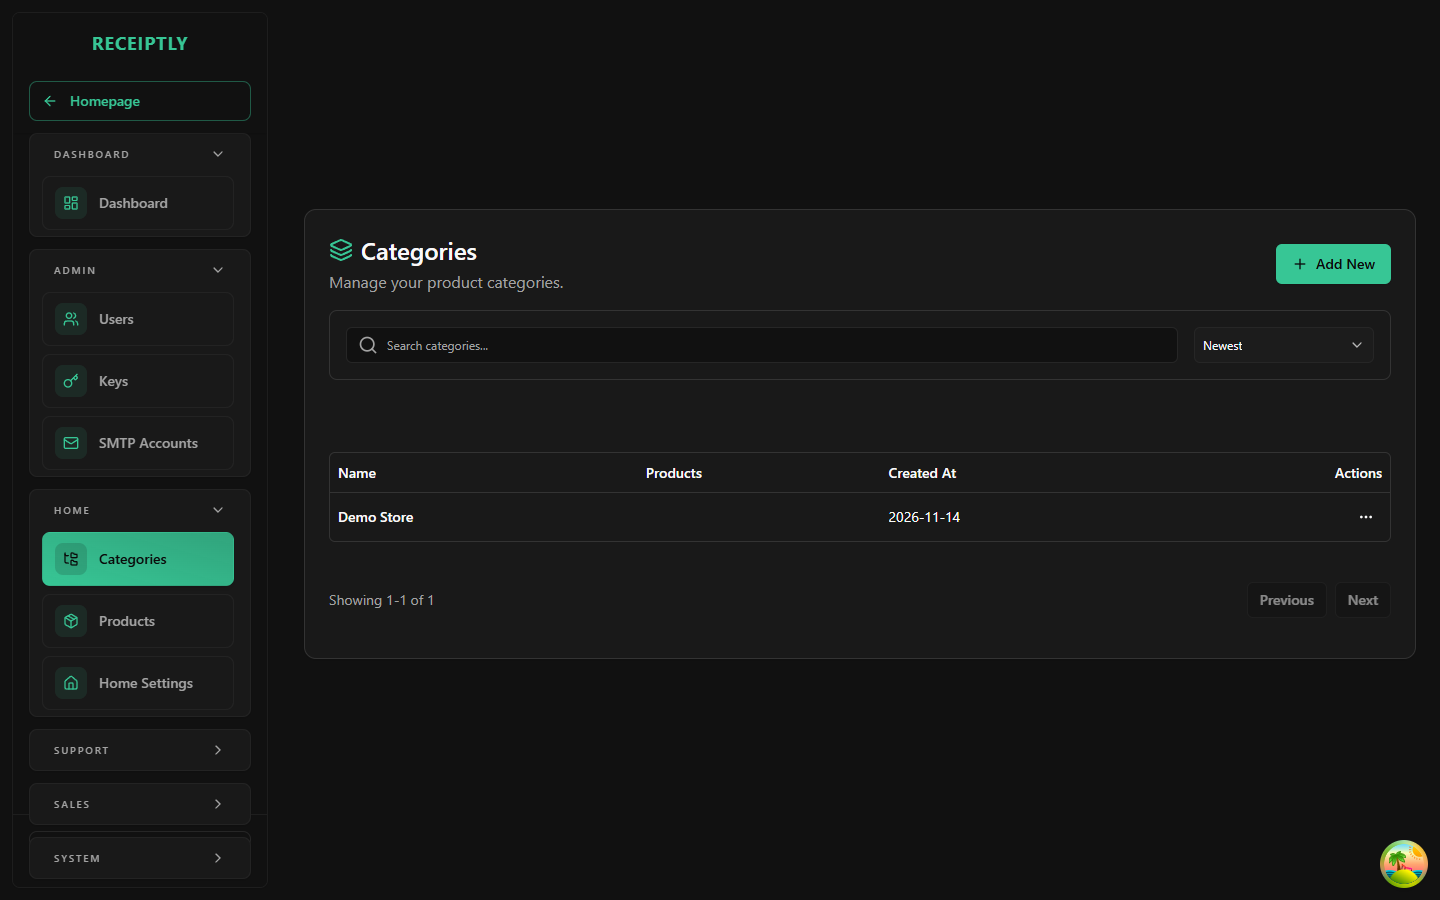 RECEIPTLY
Homepage
DASHBOARD
Dashboard
ADMIN
Users
Keys
SMTP Accounts
HOME
Categories
Products
Home Settings
SUPPORT
SALES
SYSTEM
Categories
Manage your product categories.
Add New
Search categories...
Newest
Name Products Created At Actions
Demo Store 2026-11-14
Showing 1-1 of 1
Previous Next